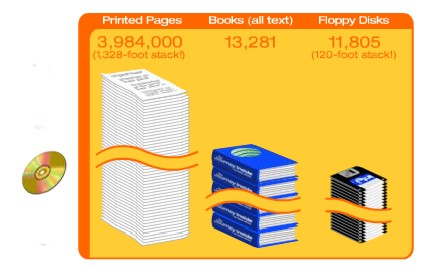 Printed Pages Books (all text) Floppy Disks
3,984,000 13,281 11,805
(1,328-foot stack!) (120-foot stack!)